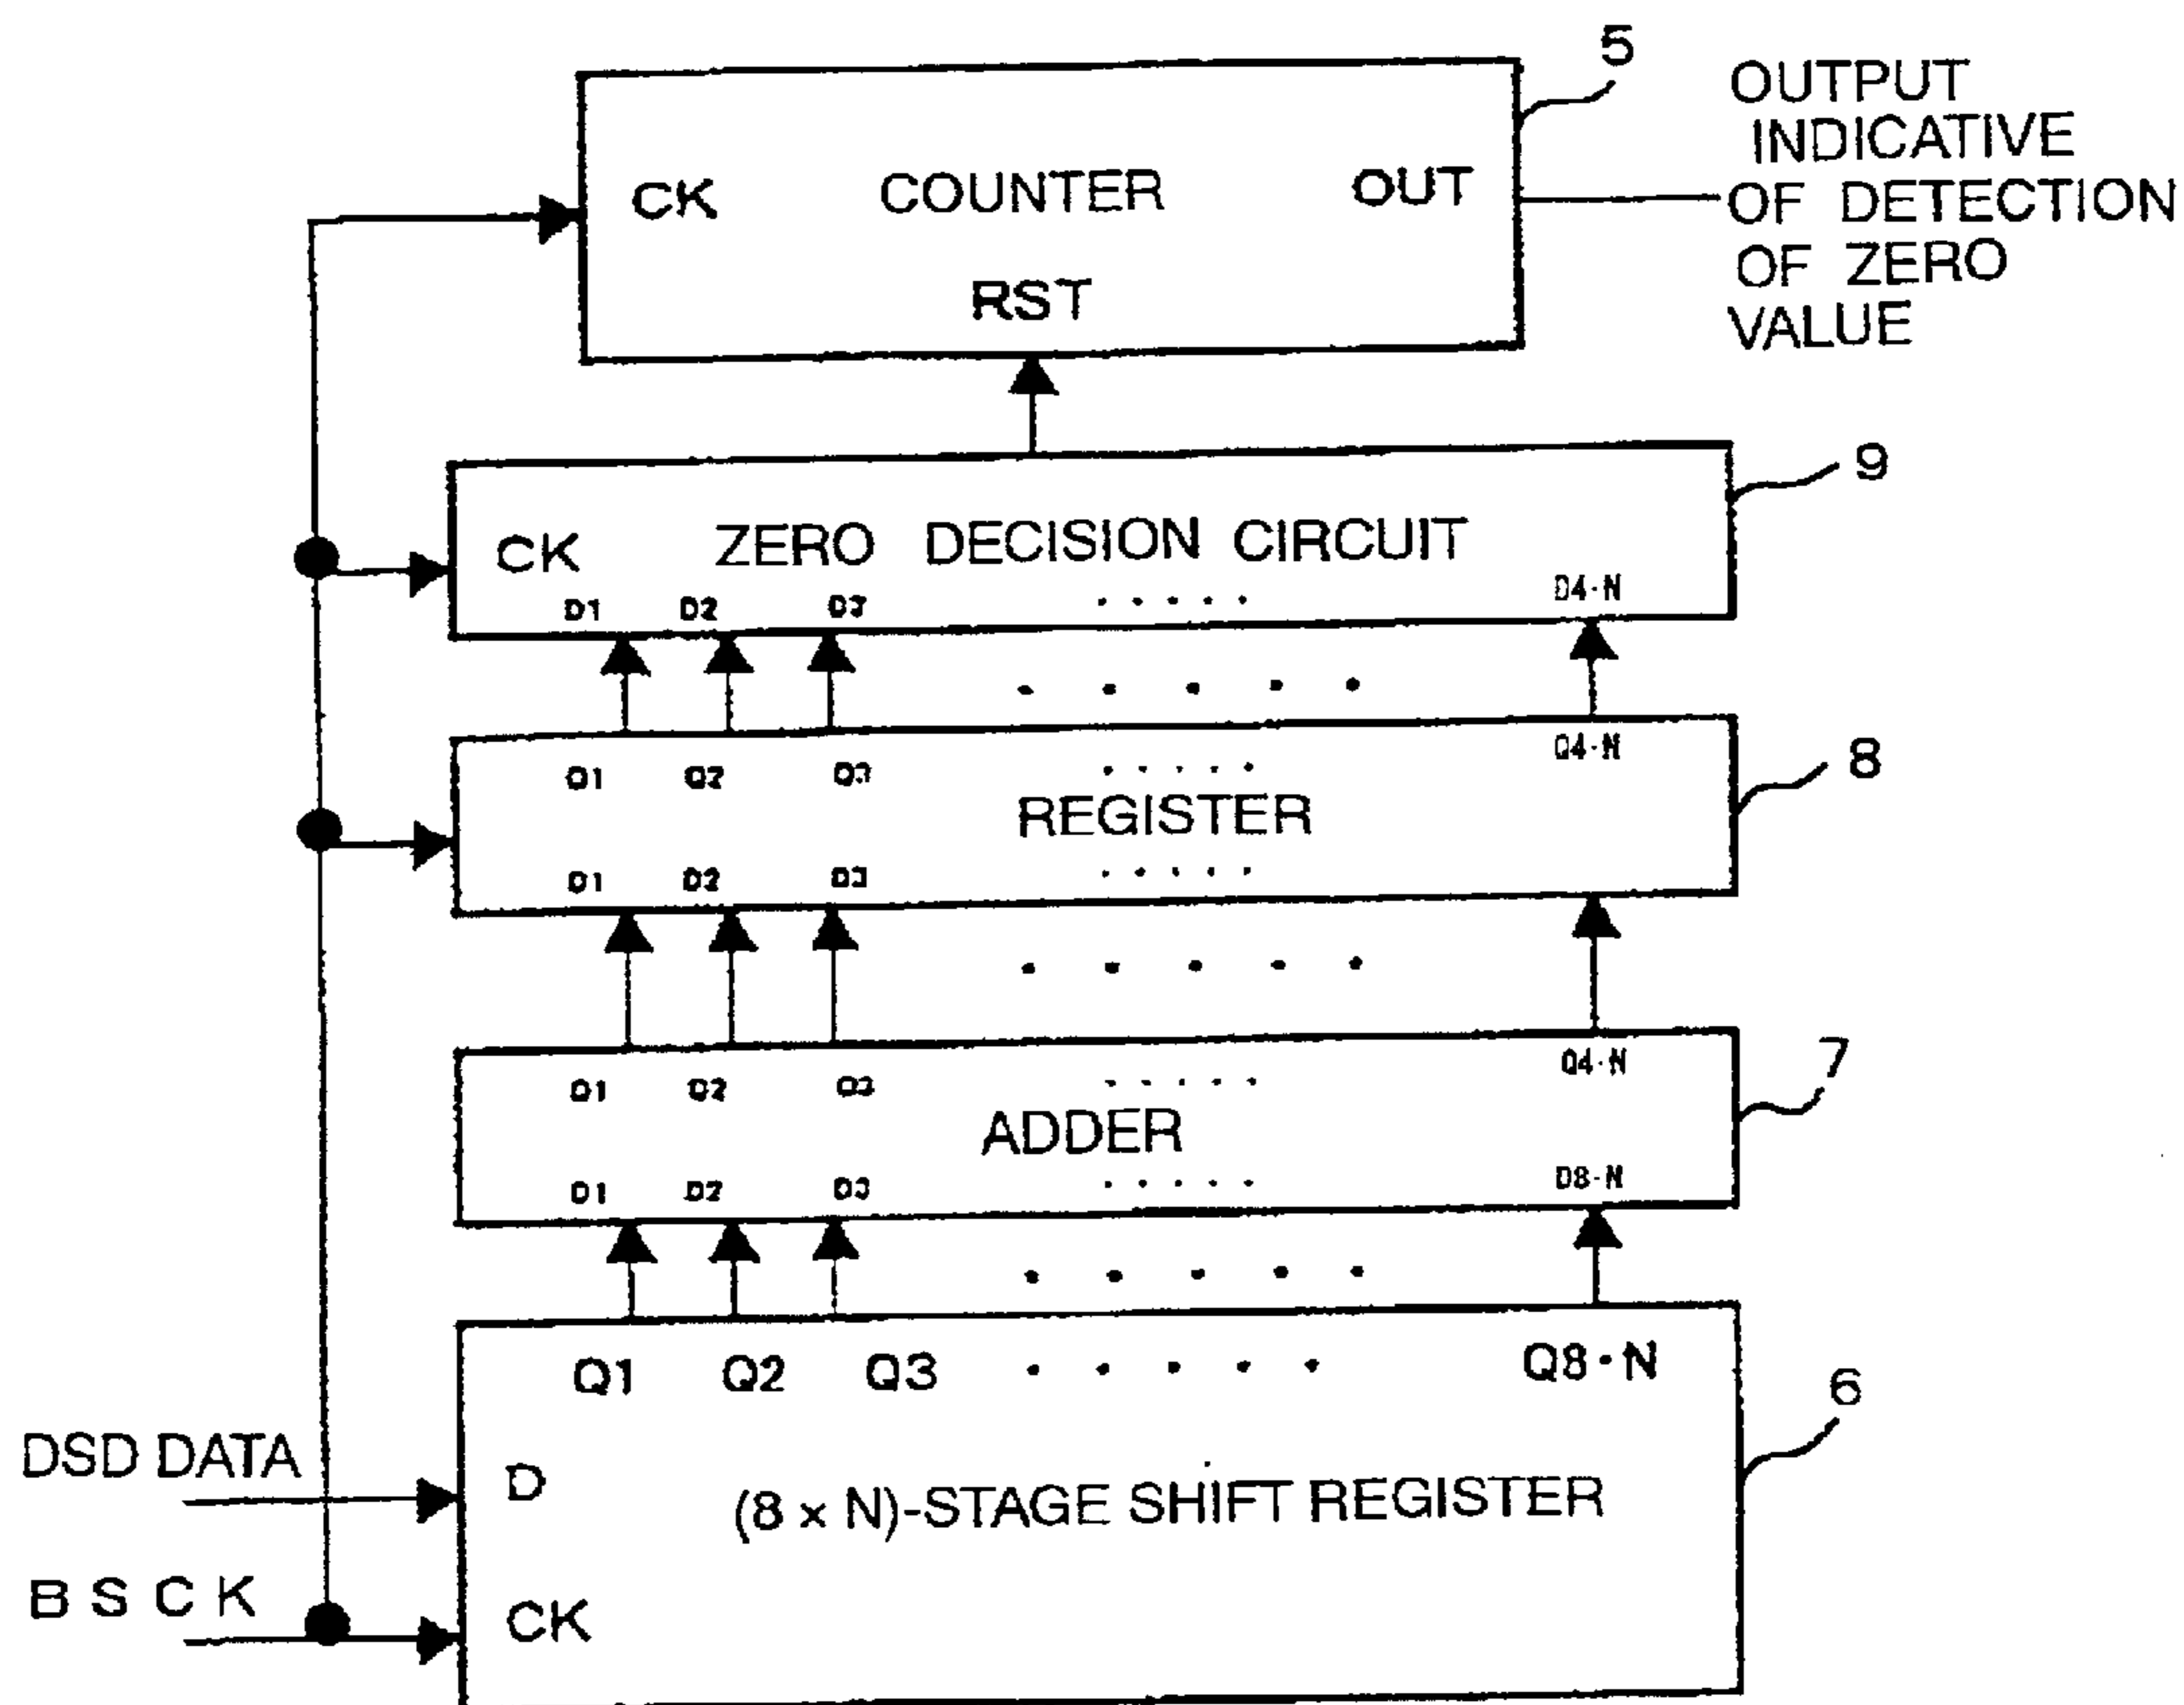 5
OUTPUT
INDICATIVE
OF DETECTION
OF ZERO
VALUE
CK COUNTER OUT
RST
9
CK ZERO DECISION CIRCUIT
D1 D2 D3 ..... D4·N
.....
Q1 Q2 Q3 ..... Q4·N
8
REGISTER
D1 D2 D3 .....
.....
Q1 Q2 Q3 ..... Q4·N
7
ADDER
D1 D2 D3 ..... D8·N
.....
Q1 Q2 Q3 ..... Q8·N
6
DSD DATA
D
(8 x N)-STAGE SHIFT REGISTER
BSCK
CK